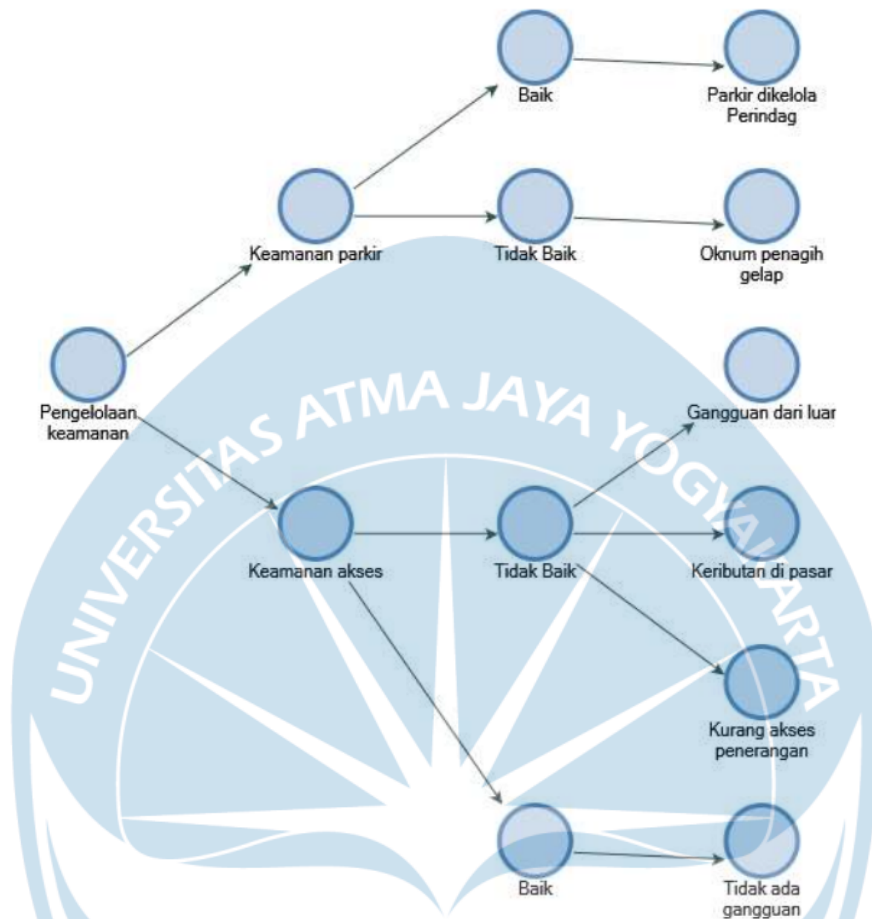 Baik
Parkir dikelola
Perindag
Keamanan parkir
Tidak Baik
Oknum penagih
gelap
Pengelolaan
keamanan
Gangguan dari luar
Keamanan akses
Tidak Baik
Keributan di pasar
Kurang akses
penerangan
Baik
Tidak ada
gangguan
UNIVERSITAS ATMA JAYA YOGYAKARTA